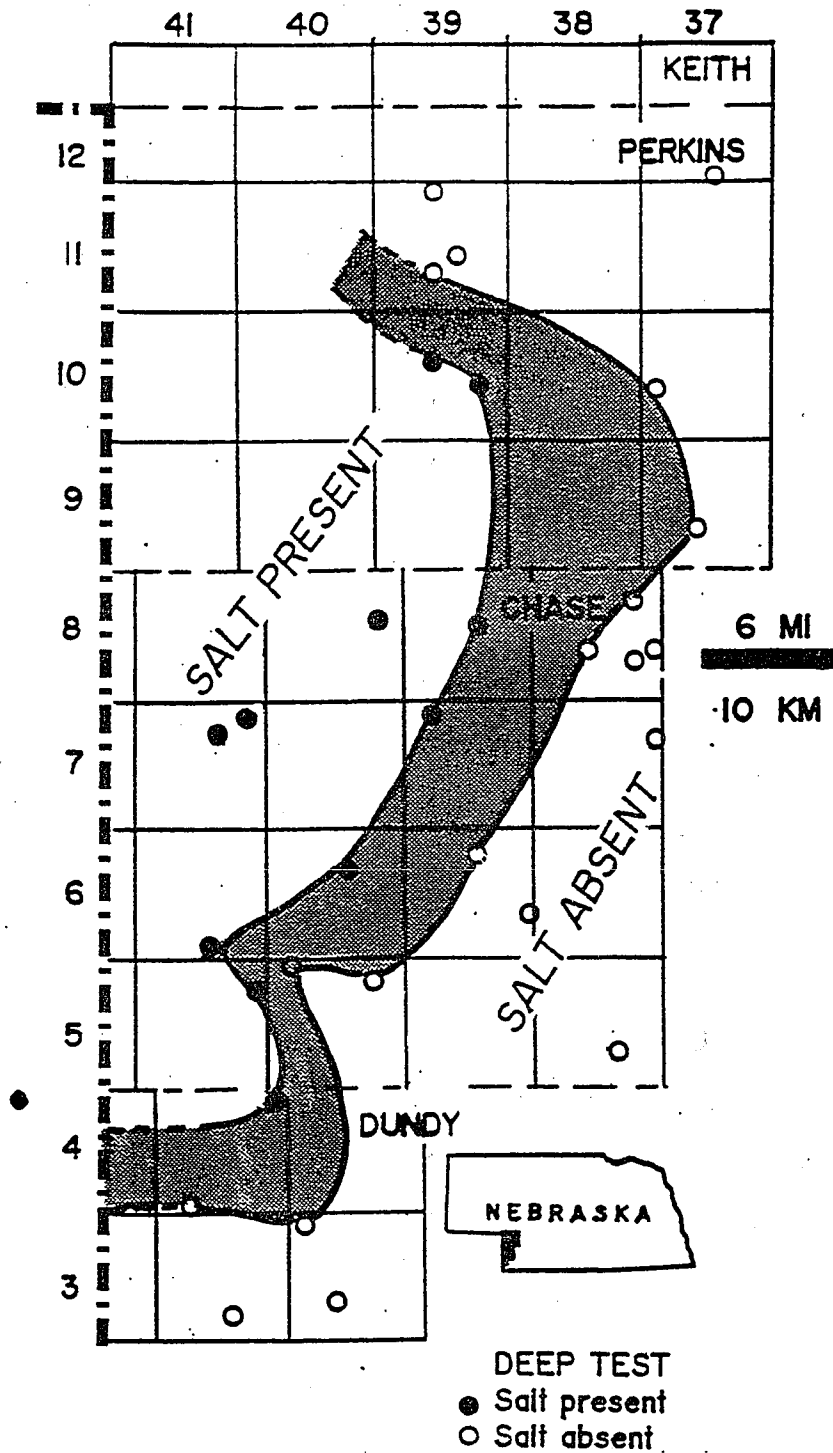 41 40 39 38 37
KEITH
12
PERKINS
11
10
9
SALT PRESENT
8
CHASE
6 MI
10 KM
7
SALT ABSENT
6
5
DUNDY
4
NEBRASKA
3
DEEP TEST
Salt present
Salt absent